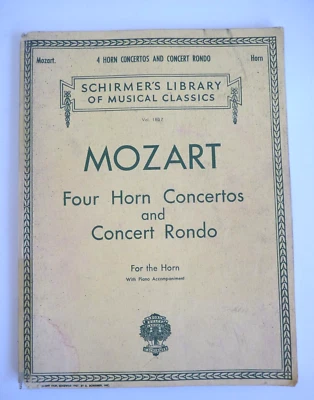 Mozart. 4 HORN CONCERTOS AND CONCERT RONDO Horn
SCHIRMER'S LIBRARY
OF MUSICAL CLASSICS
Vol.
MOZART
Four Horn Concertos
and
Concert Rondo
For the Horn
With Piano Accompaniment